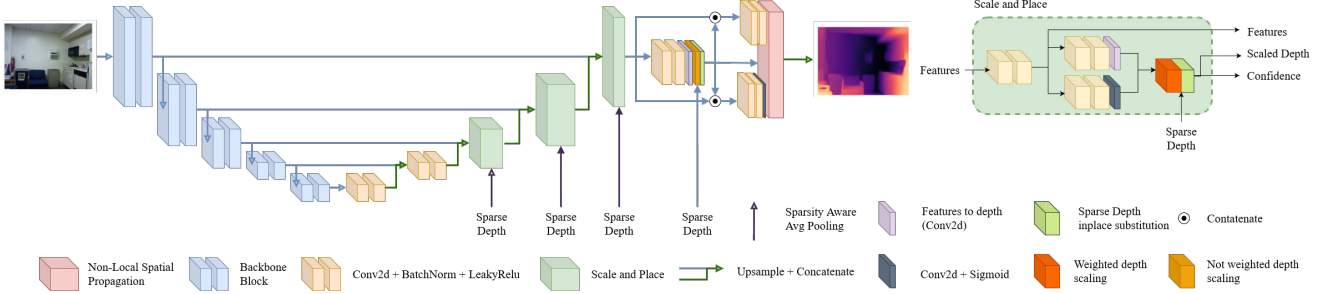 Scale and Place
Features
Features
Scaled Depth
Confidence
Sparse
Depth
Sparse
Depth
Sparse
Depth
Sparse
Depth
Sparse
Depth
Sparsity Aware
Avg Pooling
Features to depth
(Conv2d)
Sparse Depth
inplace substitution
Concatenate
Non-Local Spatial
Propagation
Backbone
Block
Conv2d + BatchNorm + LeakyRelu
Scale and Place
Upsample + Concatenate
Conv2d + Sigmoid
Weighted depth
scaling
Not weighted depth
scaling